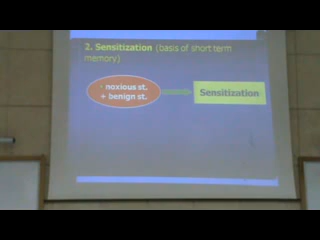 2. Sensitization (basis of short term
memory)
- noxious st.
+ benign st.
Sensitization